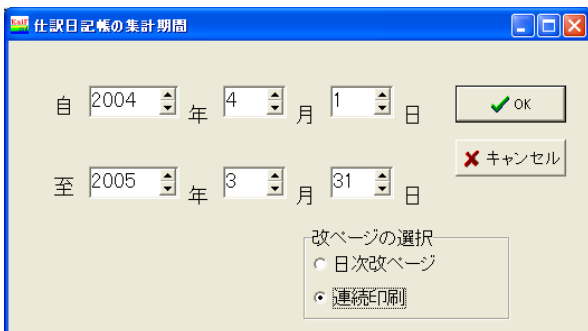 仕訳日記帳の集計期間
自 2004 年 4 月 1 日
OK
キャンセル
至 2005 年 3 月 31 日
改ページの選択
日次改ページ
連続印刷